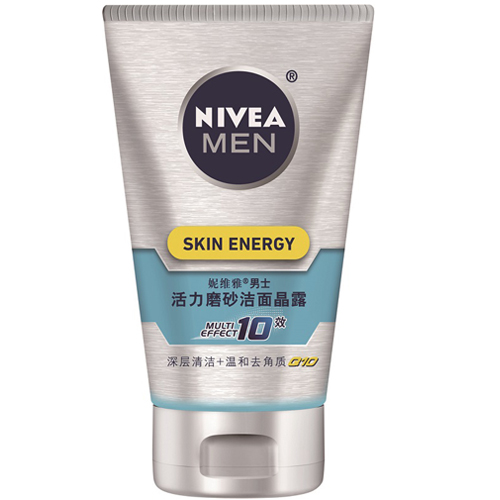 ®
NIVEA
MEN
SKIN ENERGY
妮维雅®男士
活力磨砂洁面晶露
MULTI EFFECT 10效
深层清洁+温和去角质 Q10